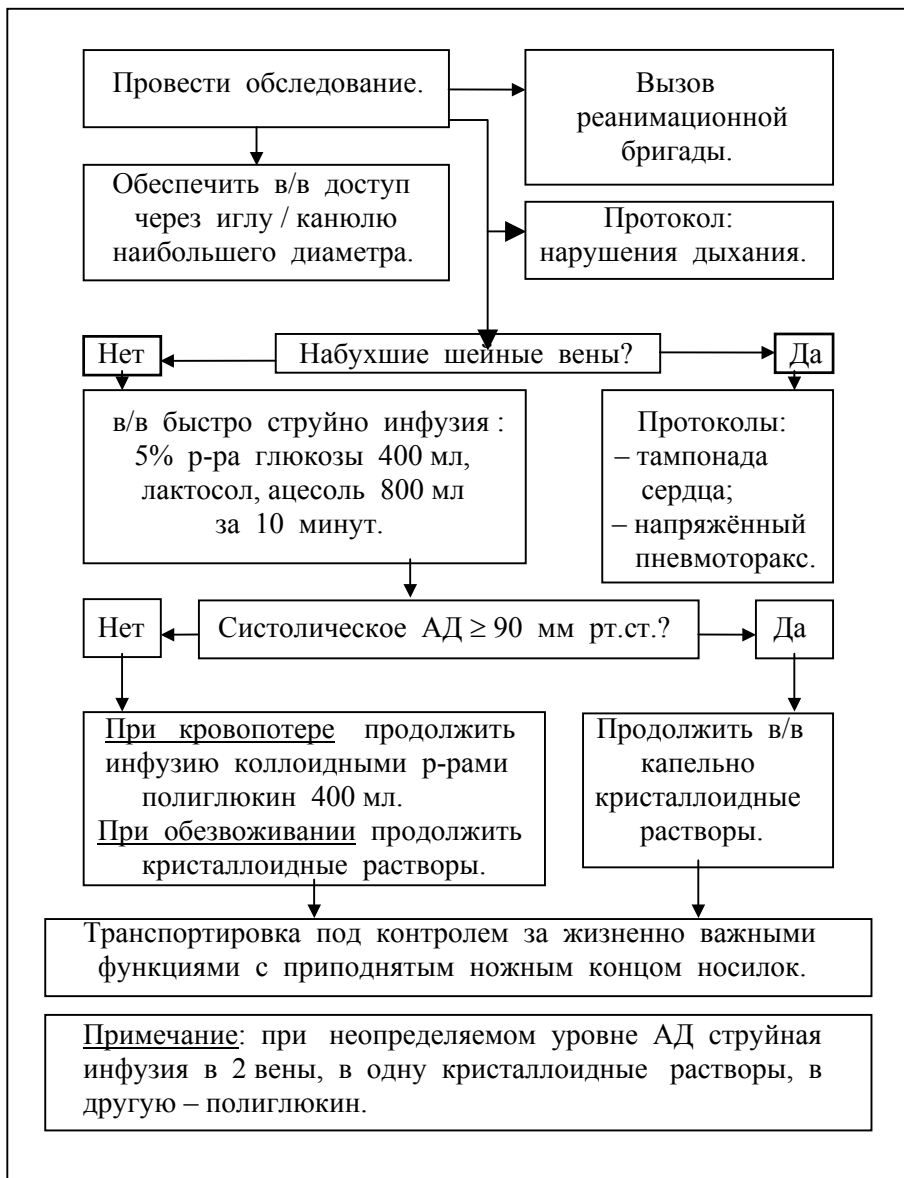 Провести обследование.
Вызов
реанимационной
бригады.
Обеспечить в/в доступ
через иглу / канюлю
наибольшего диаметра.
Протокол:
нарушения дыхания.
Нет
Набухшие шейные вены?
Да
в/в быстро струйно инфузия :
5% р-ра глюкозы 400 мл,
лактосол, ацесоль 800 мл
за 10 минут.
Протоколы:
– тампонада
сердца;
– напряжённый
пневмоторакс.
Нет
Систолическое АД ≥ 90 мм рт.ст.?
Да
При кровопотере продолжить
инфузию коллоидными р-рами
полиглюкин 400 мл.
При обезвоживании продолжить
кристаллоидные растворы.
Продолжить в/в
капельно
кристаллоидные
растворы.
Транспортировка под контролем за жизненно важными
функциями с приподнятым ножным концом носилок.
Примечание: при неопределяемом уровне АД струйная
инфузия в 2 вены, в одну кристаллоидные растворы, в
другую – полиглюкин.